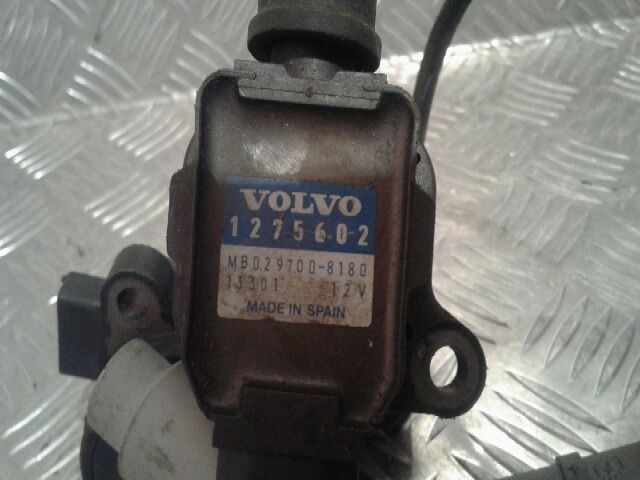 VOLVO
1275602
MB029700-8180
13301 12V
MADE IN SPAIN